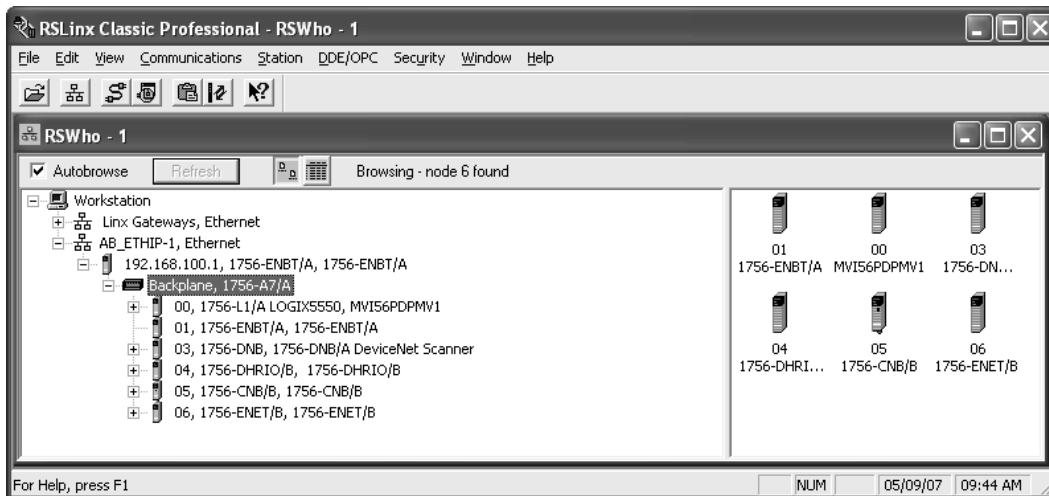 RSLinx Classic Professional - RSWho - 1
File Edit View Communications Station DDE/OPC Security Window Help
RSWho - 1
Autobrowse Refresh Browsing - node 6 found
Workstation
Linx Gateways, Ethernet
AB_ETHIP-1, Ethernet
192.168.100.1, 1756-ENBT/A, 1756-ENBT/A
Backplane, 1756-A7/A
00, 1756-L1/A LOGIX5550, MVI56PDPMV1
01, 1756-ENBT/A, 1756-ENBT/A
03, 1756-DNB, 1756-DNB/A DeviceNet Scanner
04, 1756-DHRIO/B, 1756-DHRIO/B
05, 1756-CNB/B, 1756-CNB/B
06, 1756-ENET/B, 1756-ENET/B
01 00 03
1756-ENBT/A MVI56PDPMV1 1756-DN...
04 05 06
1756-DHRI... 1756-CNB/B 1756-ENET/B
For Help, press F1 NUM 05/09/07 09:44 AM